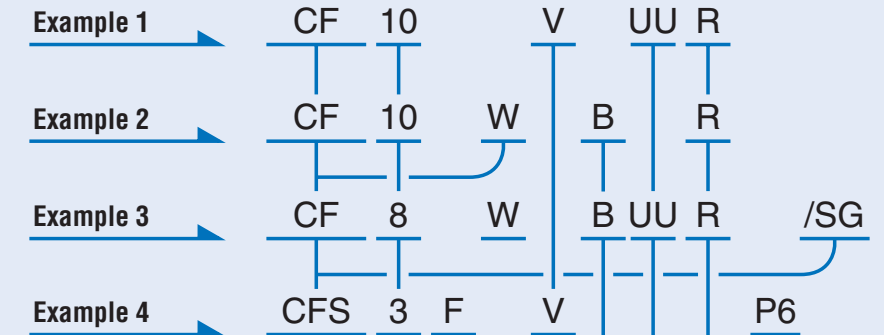 Example 1 CF 10 V UU R
Example 2 CF 10 W B R
Example 3 CF 8 W B UU R /SG
Example 4 CFS 3 F V P6